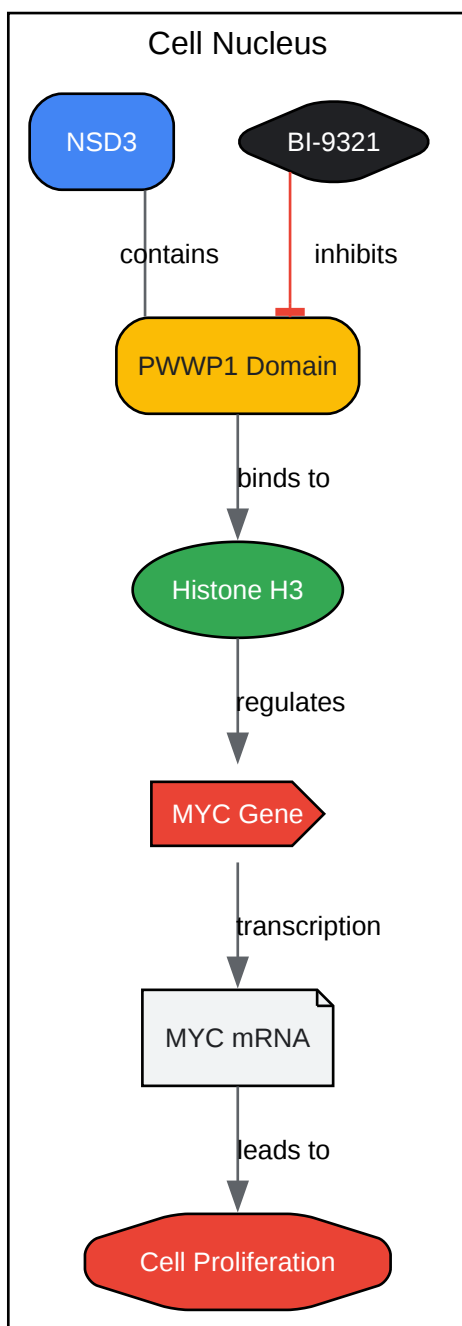 Cell Nucleus
NSD3
BI-9321
contains
inhibits
PWWP1 Domain
binds to
Histone H3
regulates
MYC Gene
transcription
MYC mRNA
leads to
Cell Proliferation